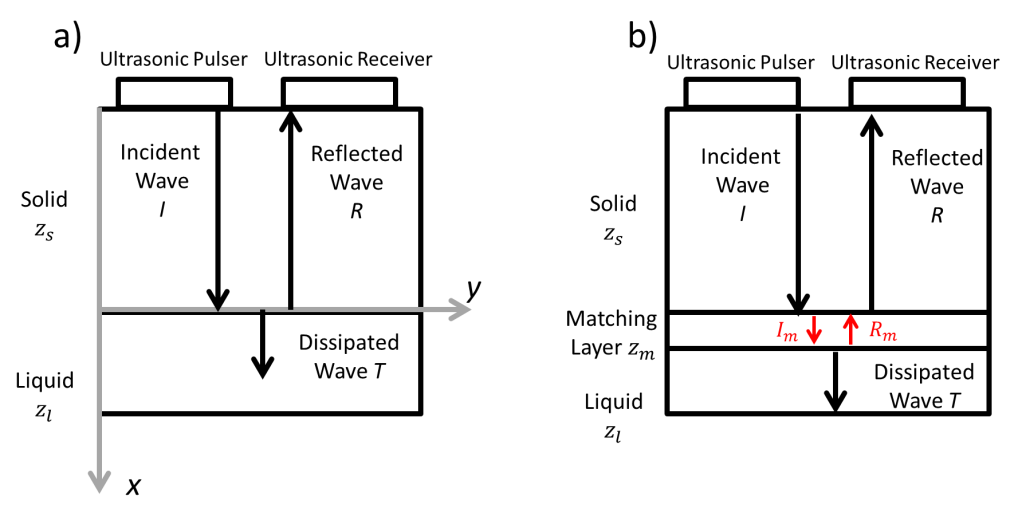 a)
Ultrasonic Pulser
Ultrasonic Receiver
Incident
Wave
I
Reflected
Wave
R
Solid
z_s
y
Dissipated
Wave T
Liquid
z_l
x
b)
Ultrasonic Pulser
Ultrasonic Receiver
Incident
Wave
I
Reflected
Wave
R
Solid
z_s
Matching
Layer z_m
I_m
R_m
Dissipated
Wave T
Liquid
z_l